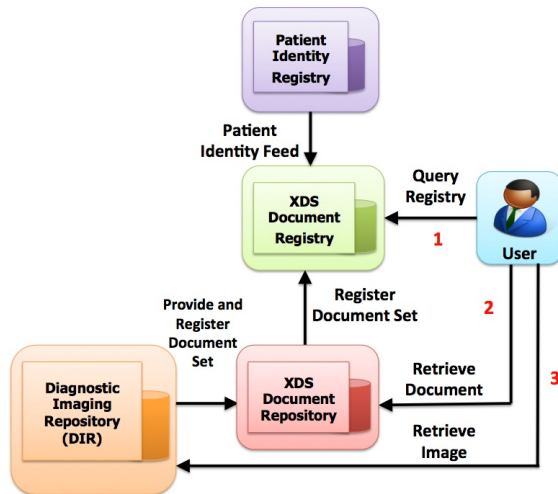 Patient
Identity
Registry
Patient
Identity Feed
Query
Registry
1
User
XDS
Document
Registry
2
Provide and
Register
Document
Set
Register
Document Set
3
Diagnostic
Imaging
Repository
(DIR)
XDS
Document
Repository
Retrieve
Document
Retrieve
Image